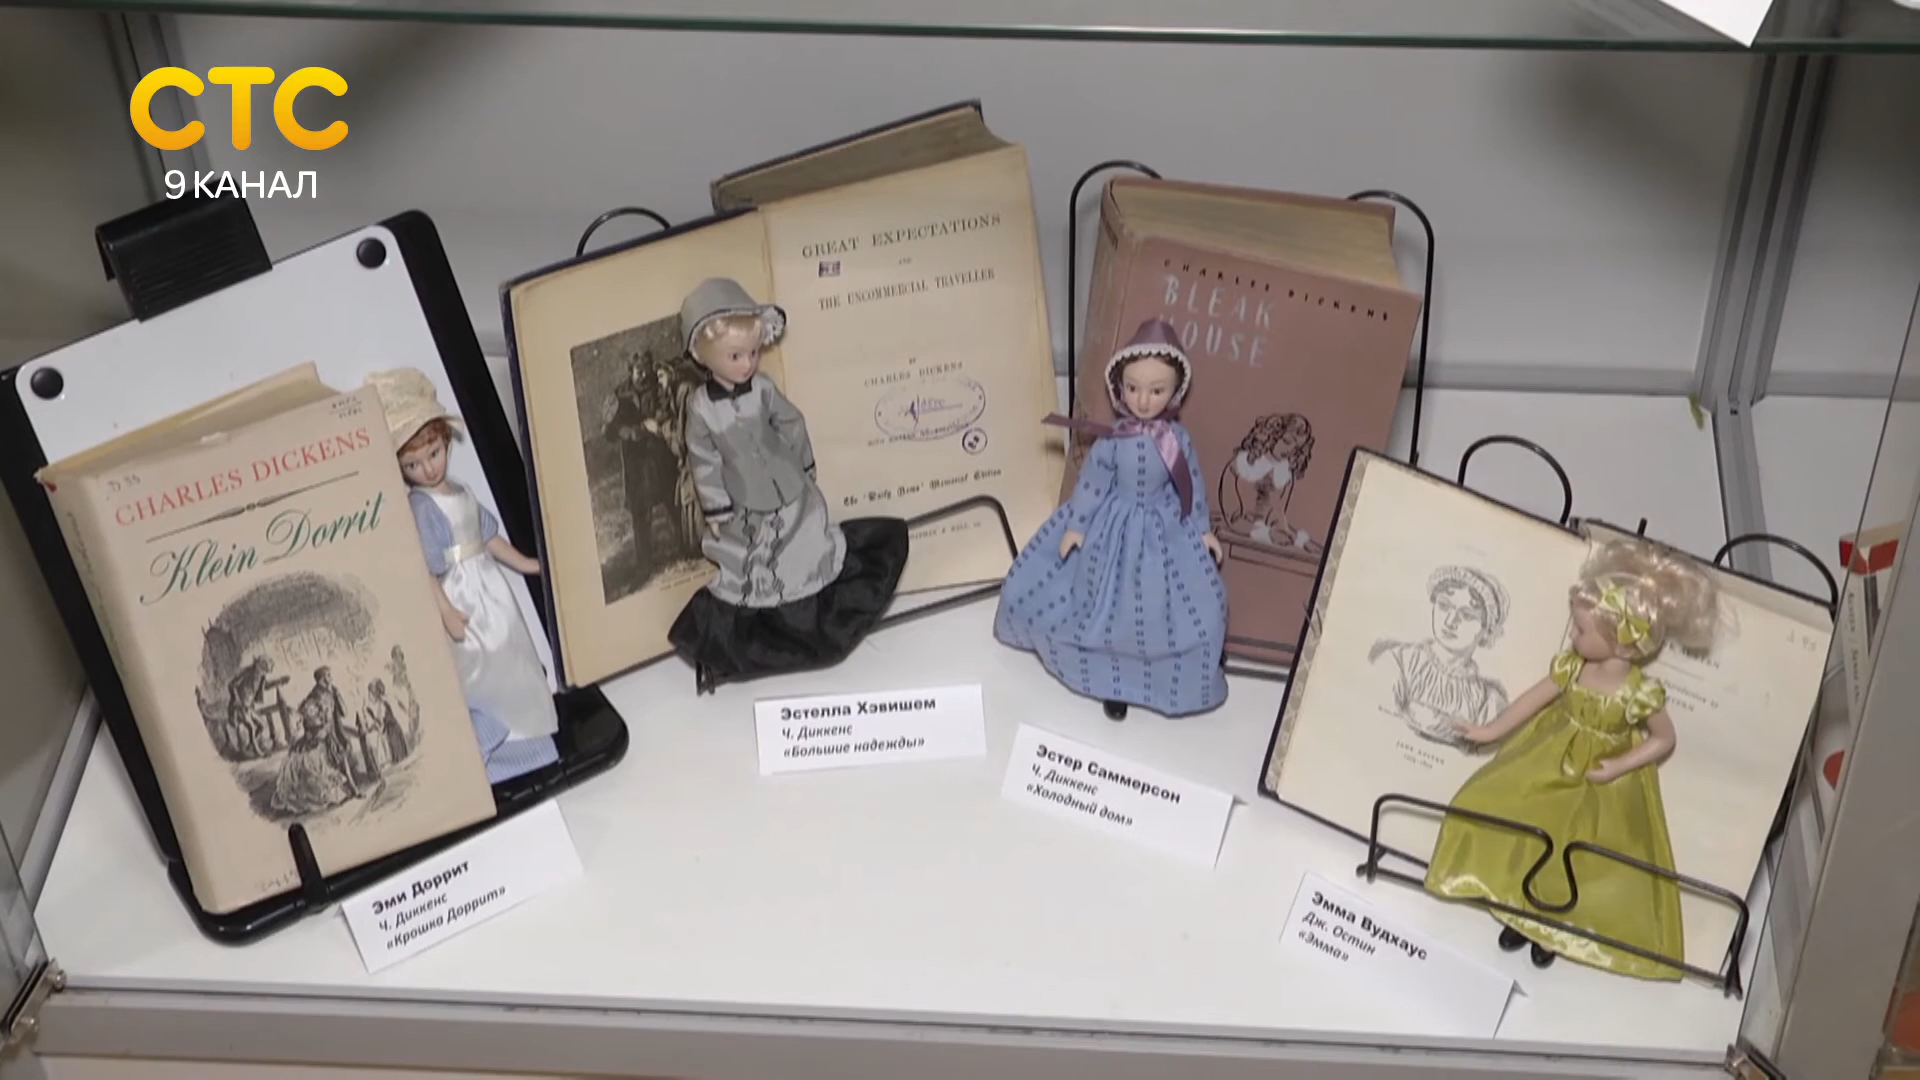 СТС
9 КАНАЛ
CHARLES DICKENS
Klein Dorrit
Эми Доррит
Ч. Диккенс
«Крошка Доррит»
GREAT EXPECTATIONS
AND
THE UNCOMMERCIAL TRAVELLER
BY
CHARLES DICKENS
Эстелла Хэвишем
Ч. Диккенс
«Большие надежды»
CHARLES DICKENS
BLEAK
HOUSE
Эстер Саммерсон
Ч. Диккенс
«Холодный дом»
JANE AUSTEN
Эмма Вудхаус
Дж. Остин
«Эмма»